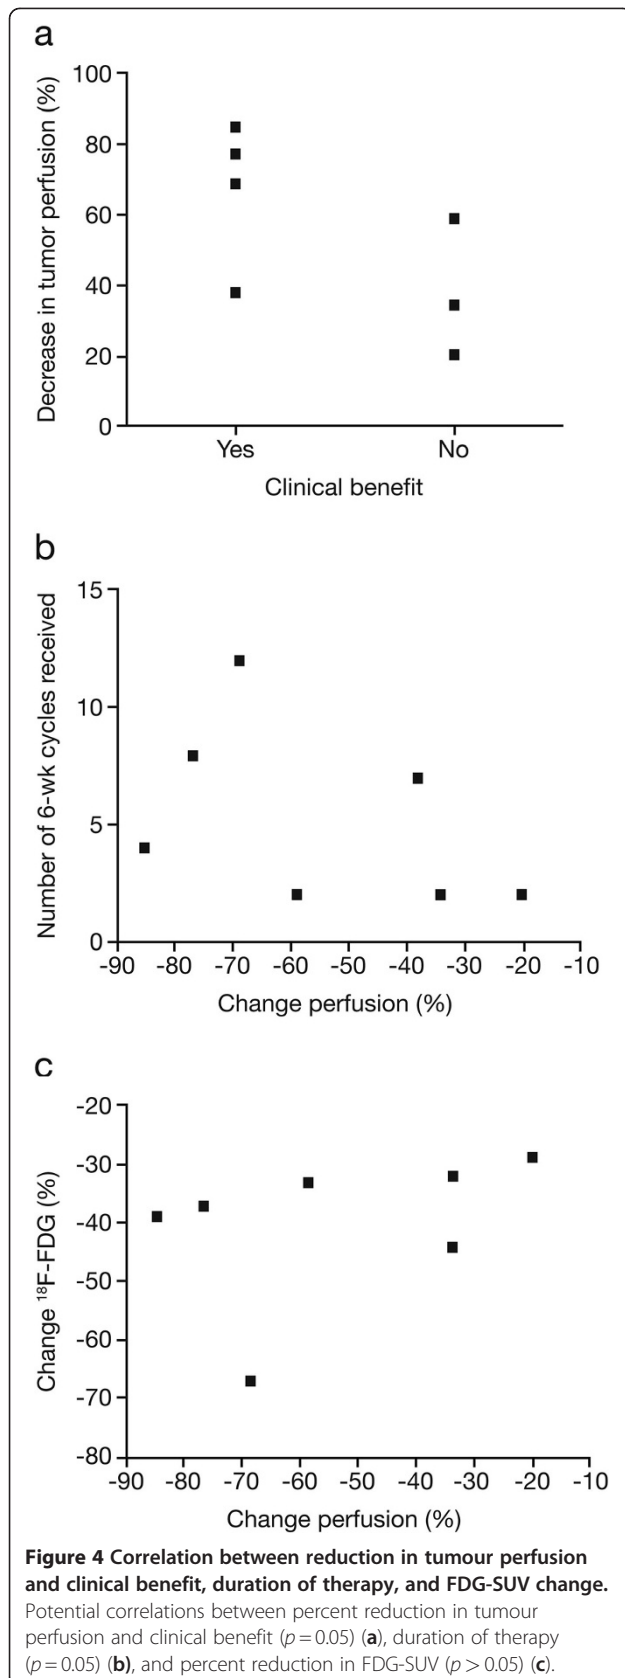 a
Decrease in tumor perfusion (%)
100
80
60
40
20
0
Yes No
Clinical benefit
b
Number of 6-wk cycles received
15
10
5
0
-90 -80 -70 -60 -50 -40 -30 -20 -10
Change perfusion (%)
c
Change ¹⁸F-FDG (%)
-20
-30
-40
-50
-60
-70
-80
-90 -80 -70 -60 -50 -40 -30 -20 -10
Change perfusion (%)
Figure 4 Correlation between reduction in tumour perfusion
and clinical benefit, duration of therapy, and FDG-SUV change.
Potential correlations between percent reduction in tumour
perfusion and clinical benefit (p = 0.05) (a), duration of therapy
(p = 0.05) (b), and percent reduction in FDG-SUV (p > 0.05) (c).